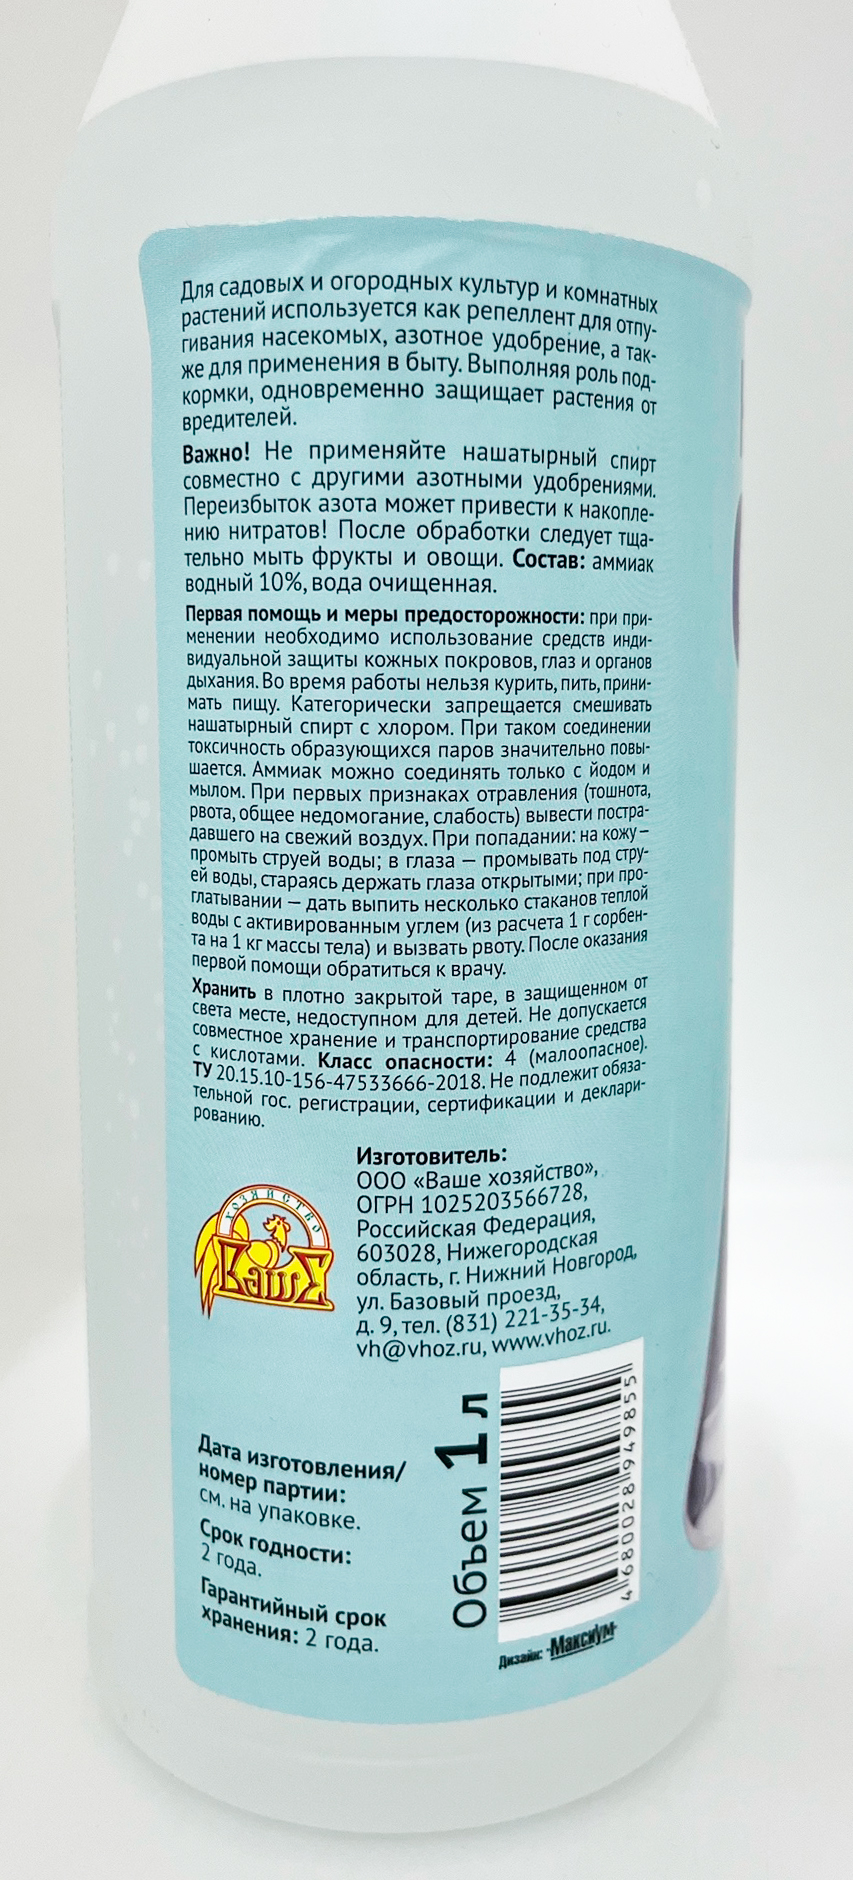 Для садовых и огородных культур и комнатных
растений используется как репеллент для отпу-
гивания насекомых, азотное удобрение, а так-
же для применения в быту. Выполняя роль под-
кормки, одновременно защищает растения от
вредителей.
Важно! Не применяйте нашатырный спирт
совместно с другими азотными удобрениями.
Переизбыток азота может привести к накопле-
нию нитратов! После обработки следует тща-
тельно мыть фрукты и овощи. Состав: аммиак
водный 10%, вода очищенная.
Первая помощь и меры предосторожности: при при-
менении необходимо использование средств инди-
видуальной защиты кожных покровов, глаз и органов
дыхания. Во время работы нельзя курить, пить, прини-
мать пищу. Категорически запрещается смешивать
нашатырный спирт с хлором. При таком соединении
токсичность образующихся паров значительно повы-
шается. Аммиак можно соединять только с йодом и
мылом. При первых признаках отравления (тошнота,
рвота, общее недомогание, слабость) вывести постра-
давшего на свежий воздух. При попадании: на кожу —
промыть струей воды; в глаза — промывать под стру-
ей воды, стараясь держать глаза открытыми; при про-
глатывании — дать выпить несколько стаканов теплой
воды с активированным углем (из расчета 1 г сорбен-
та на 1 кг массы тела) и вызвать рвоту. После оказания
первой помощи обратиться к врачу.
Хранить в плотно закрытой таре, в защищенном от
света месте, недоступном для детей. Не допускается
совместное хранение и транспортирование средства
с кислотами. Класс опасности: 4 (малоопасное).
ТУ 20.15.10-156-47533666-2018. Не подлежит обяза-
тельной гос. регистрации, сертификации и деклари-
рованию.
ХОЗЯЙСТВО
ВАШЕ
Изготовитель:
ООО «Ваше хозяйство»,
ОГРН 1025203566728,
Российская Федерация,
603028, Нижегородская
область, г. Нижний Новгород,
ул. Базовый проезд,
д. 9, тел. (831) 221-35-34,
vh@vhoz.ru, www.vhoz.ru.
Дата изготовления/
номер партии:
см. на упаковке.
Срок годности:
2 года.
Гарантийный срок
хранения: 2 года.
Объем 1 л
4 680028 949855
Дизайн: "Максиум"